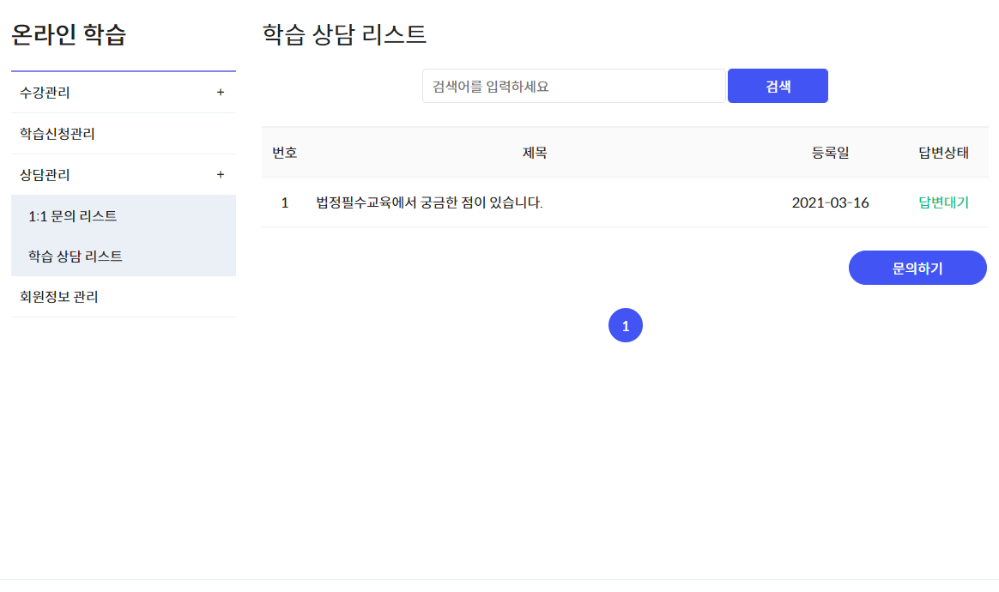 온라인 학습
수강관리 +
학습신청관리
상담관리 +
1:1 문의 리스트
학습 상담 리스트
회원정보 관리
학습 상담 리스트
검색어를 입력하세요 검색
번호 제목 등록일 답변상태
1 법정필수교육에서 궁금한 점이 있습니다. 2021-03-16 답변대기
문의하기
1